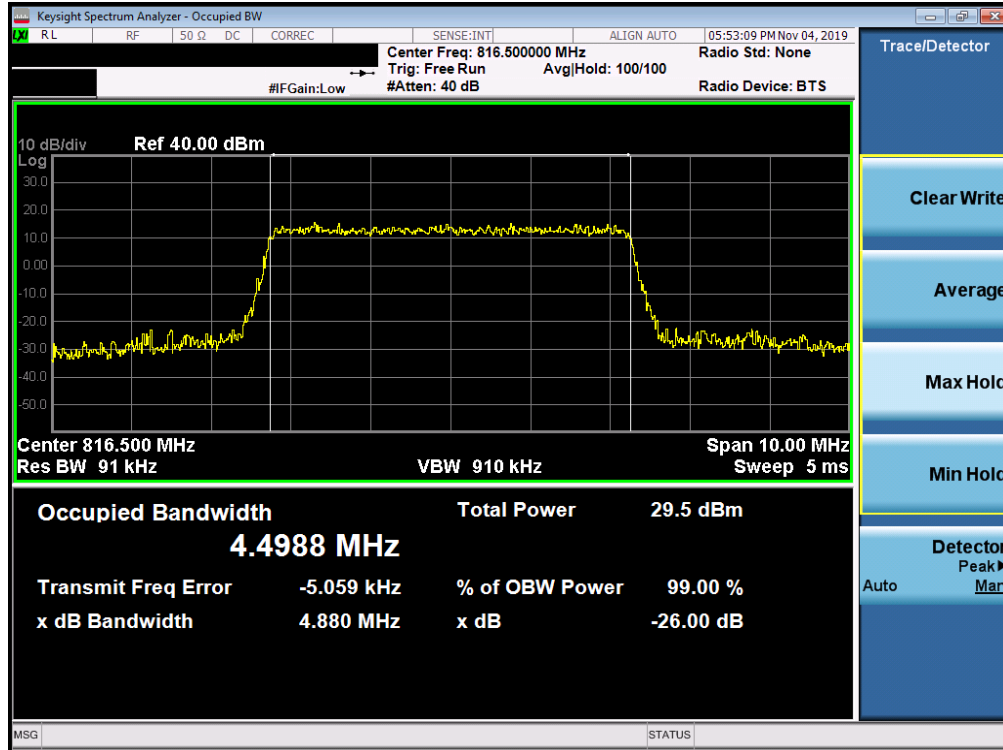 Keysight Spectrum Analyzer - Occupied BW
LXI RL RF 50 Ω DC CORREC SENSE:INT ALIGN AUTO 05:53:09 PM Nov 04, 2019
Center Freq: 816.500000 MHz Radio Std: None
Trig: Free Run Avg|Hold: 100/100
#IFGain:Low #Atten: 40 dB Radio Device: BTS
Trace/Detector
10 dB/div Ref 40.00 dBm
Log
30.0
20.0
10.0
0.00
-10.0
-20.0
-30.0
-40.0
-50.0
Center 816.500 MHz Span 10.00 MHz
Res BW 91 kHz VBW 910 kHz Sweep 5 ms
Occupied Bandwidth Total Power 29.5 dBm
4.4988 MHz
Transmit Freq Error -5.059 kHz % of OBW Power 99.00 %
x dB Bandwidth 4.880 MHz x dB -26.00 dB
Clear Write
Average
Max Hold
Min Hold
Detector
Peak▶
Auto Man
MSG STATUS